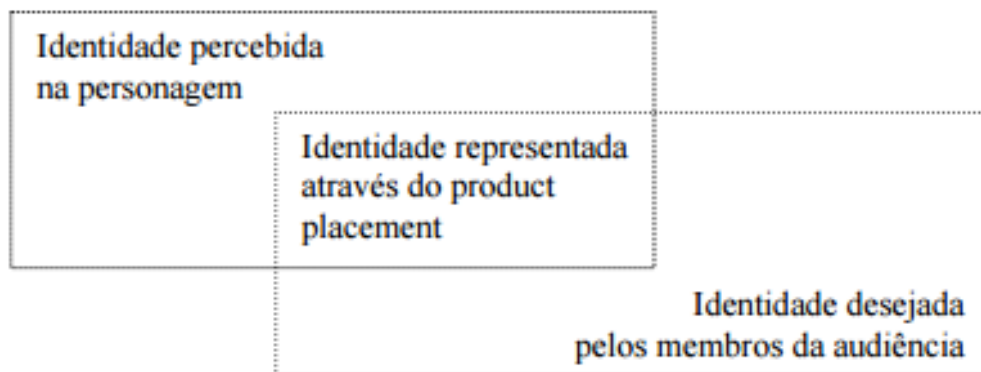 Identidade percebida
na personagem
Identidade representada
através do product
placement
Identidade desejada
pelos membros da audiência